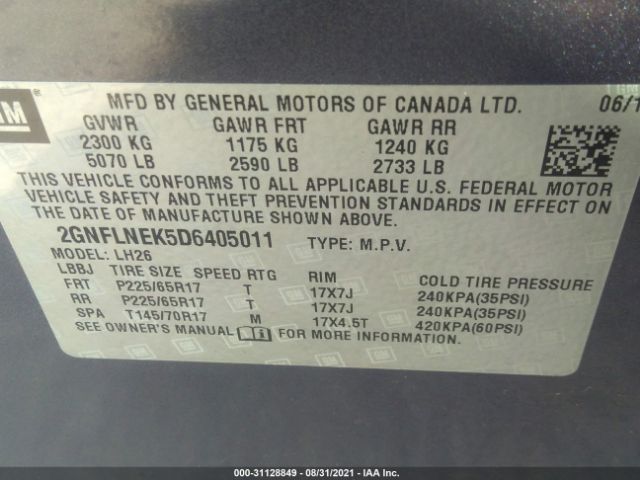 GM
®
MFD BY GENERAL MOTORS OF CANADA LTD. 06/1
GVWR GAWR FRT GAWR RR
2300 KG 1175 KG 1240 KG
5070 LB 2590 LB 2733 LB
THIS VEHICLE CONFORMS TO ALL APPLICABLE U.S. FEDERAL MOTOR
VEHICLE SAFETY AND THEFT PREVENTION STANDARDS IN EFFECT ON
THE DATE OF MANUFACTURE SHOWN ABOVE.
2GNFLNEK5D6405011 TYPE: M.P.V.
MODEL: LH26
LBBJ TIRE SIZE SPEED RTG RIM COLD TIRE PRESSURE
FRT P225/65R17 T 17X7J 240KPA(35PSI)
RR P225/65R17 T 17X7J 240KPA(35PSI)
SPA T145/70R17 M 17X4.5T 420KPA(60PSI)
SEE OWNER'S MANUAL FOR MORE INFORMATION.
000-31128849 - 08/31/2021 - IAA Inc.